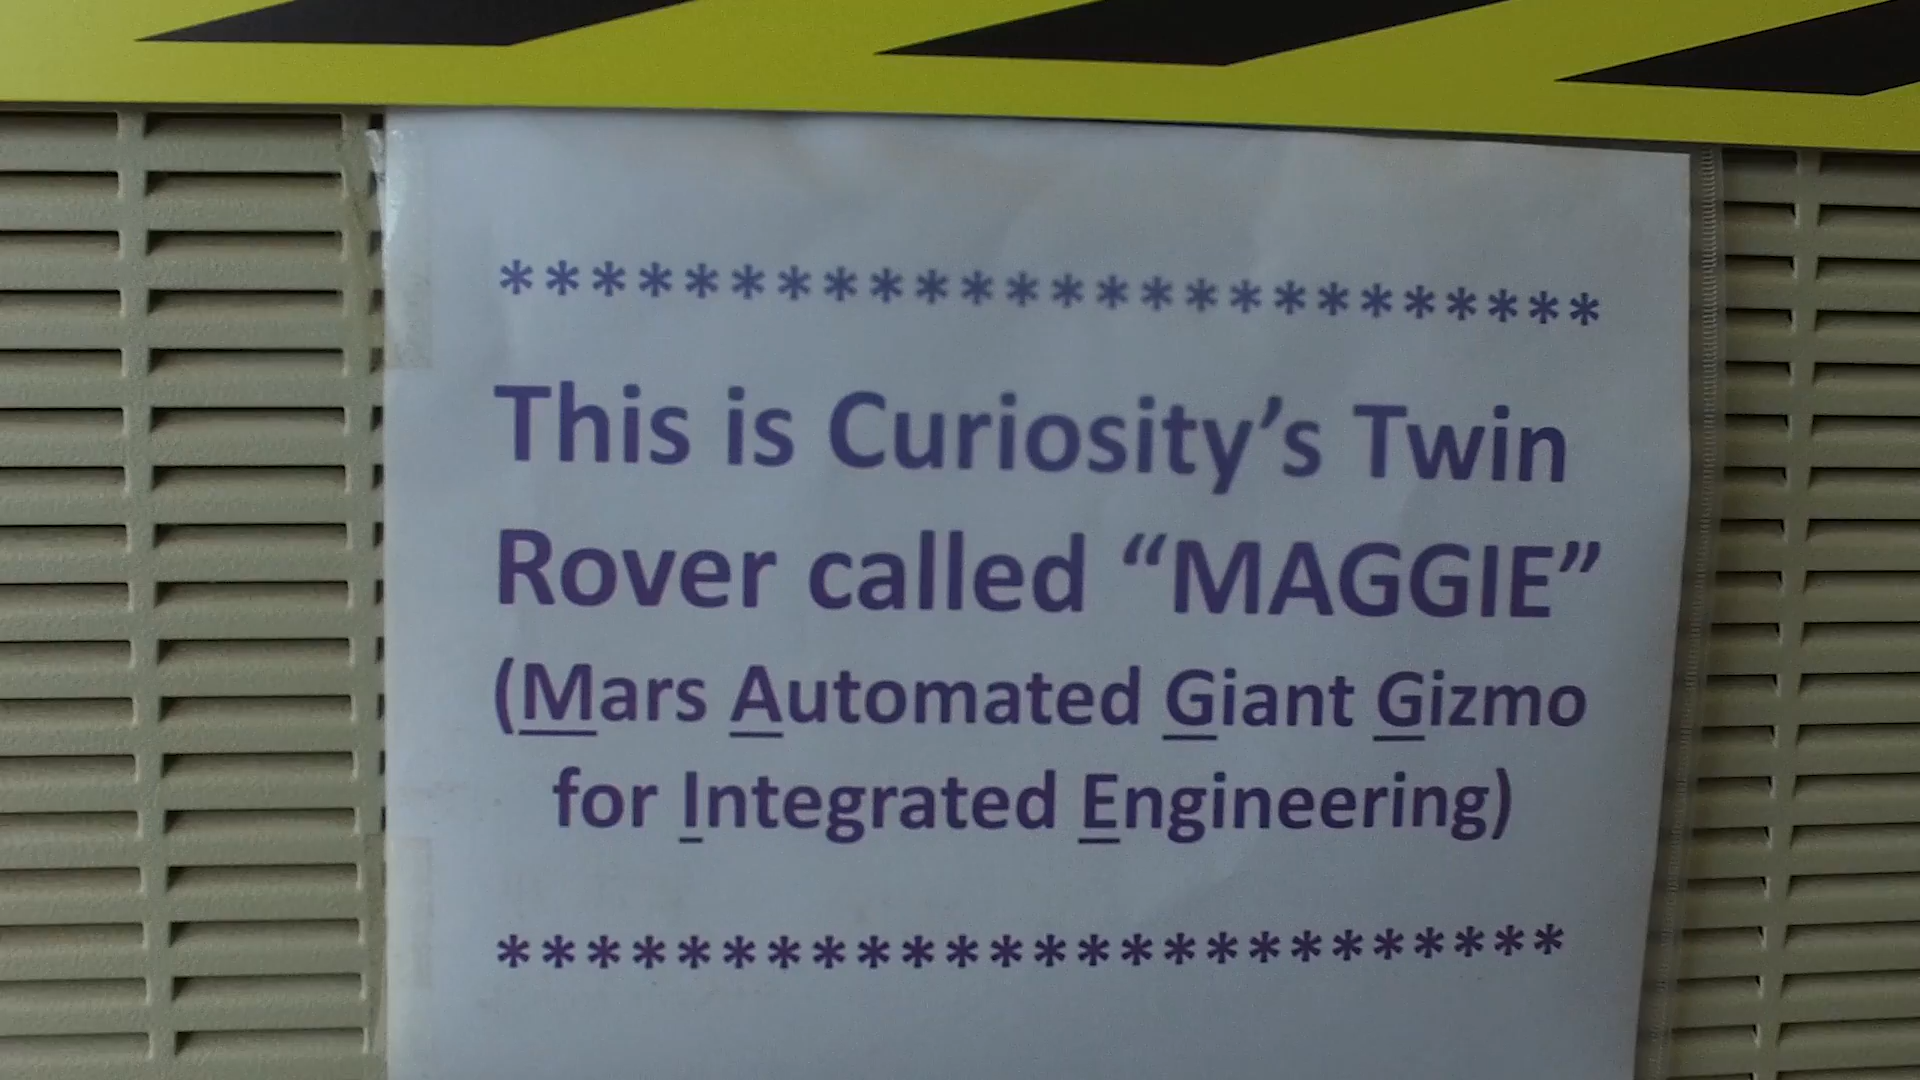 *************************
This is Curiosity’s Twin
Rover called “MAGGIE”
(Mars Automated Giant Gizmo
for Integrated Engineering)
*************************